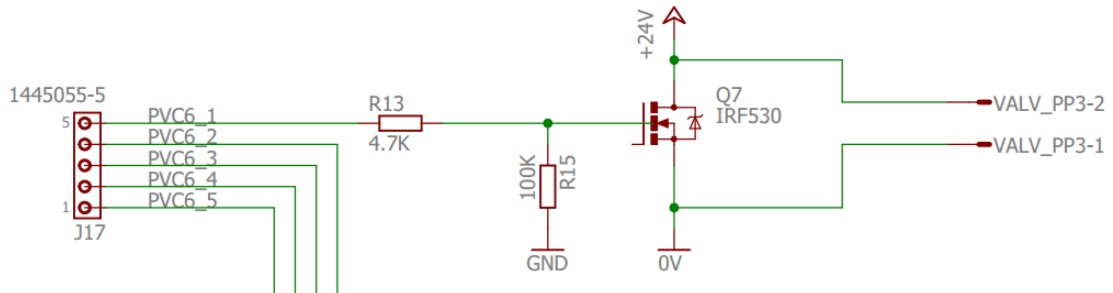 +24V
1445055-5
5
PVC6_1
PVC6_2
PVC6_3
PVC6_4
PVC6_5
1
J17
R13
4.7K
100K
R15
GND
Q7
IRF530
0V
VALV_PP3-2
VALV_PP3-1